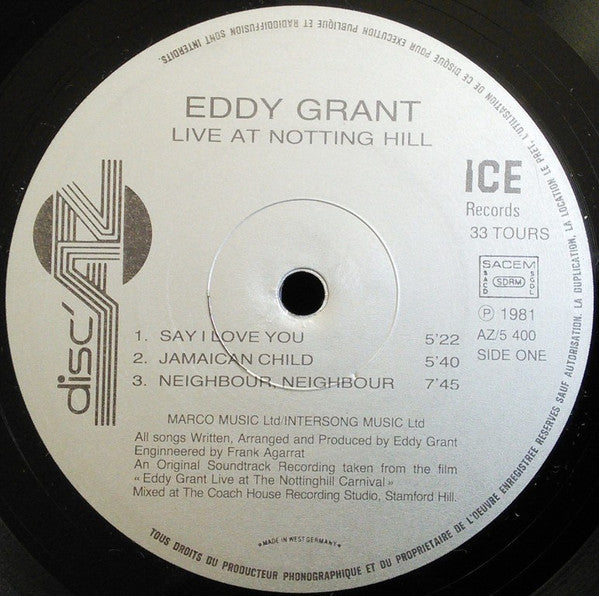 EDDY GRANT
LIVE AT NOTTING HILL
disc'AZ
ICE
Records
33 TOURS
SACEM
SACD
SDRM
SGDL
℗ 1981
AZ/5 400
SIDE ONE
1. SAY I LOVE YOU 5'22
2. JAMAICAN CHILD 5'40
3. NEIGHBOUR, NEIGHBOUR 7'45
MARCO MUSIC Ltd/INTERSONG MUSIC Ltd
All songs Written, Arranged and Produced by Eddy Grant
Enginneered by Frank Agarrat
An Original Soundtrack Recording taken from the film
« Eddy Grant Live at The Nottinghill Carnival»
Mixed at The Coach House Recording Studio, Stamford Hill.
• MADE IN WEST GERMANY •
TOUS DROITS DU PRODUCTEUR PHONOGRAPHIQUE ET DU PROPRIETAIRE DE L'OEUVRE ENREGISTREE RESERVES SAUF AUTORISATION. LA DUPLICATION, LA LOCATION LE PRET, L'UTILISATION DE CE DISQUE POUR EXECUTION PUBLIQUE ET RADIODIFFUSION SONT INTERDITS.